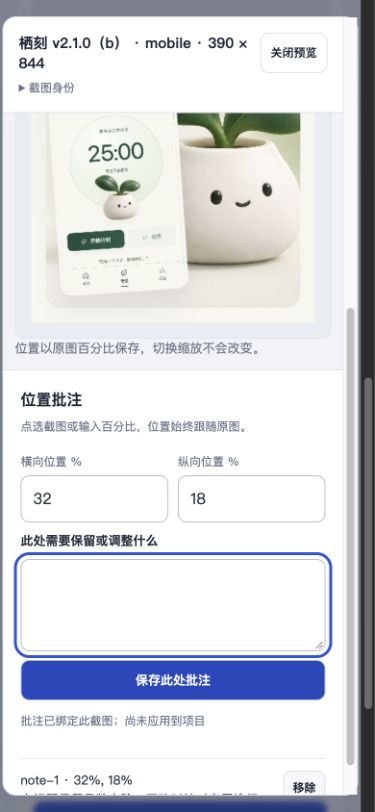 栖刻 v2.1.0（b） · mobile · 390 ×
844
关闭预览
▶ 截图身份
25:00
开始计时
位置以原图百分比保存，切换缩放不会改变。
位置批注
点选截图或输入百分比，位置始终跟随原图。
横向位置 %
纵向位置 %
32
18
此处需要保留或调整什么
保存此处批注
批注已绑定此截图；尚未应用到项目
note-1 · 32%, 18%
移除